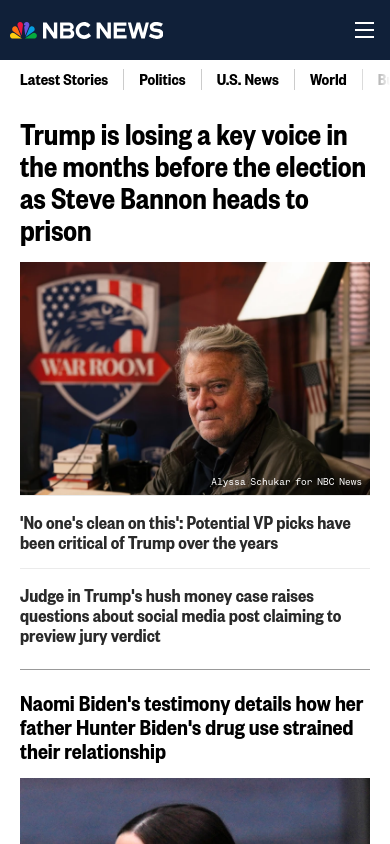 NBC NEWS
Latest Stories
Politics
U.S. News
World
Trump is losing a key voice in
the months before the election
as Steve Bannon heads to
prison
WAR ROOM
Alyssa Schukar for NBC News
'No one's clean on this': Potential VP picks have
been critical of Trump over the years
Judge in Trump's hush money case raises
questions about social media post claiming to
preview jury verdict
Naomi Biden's testimony details how her
father Hunter Biden's drug use strained
their relationship